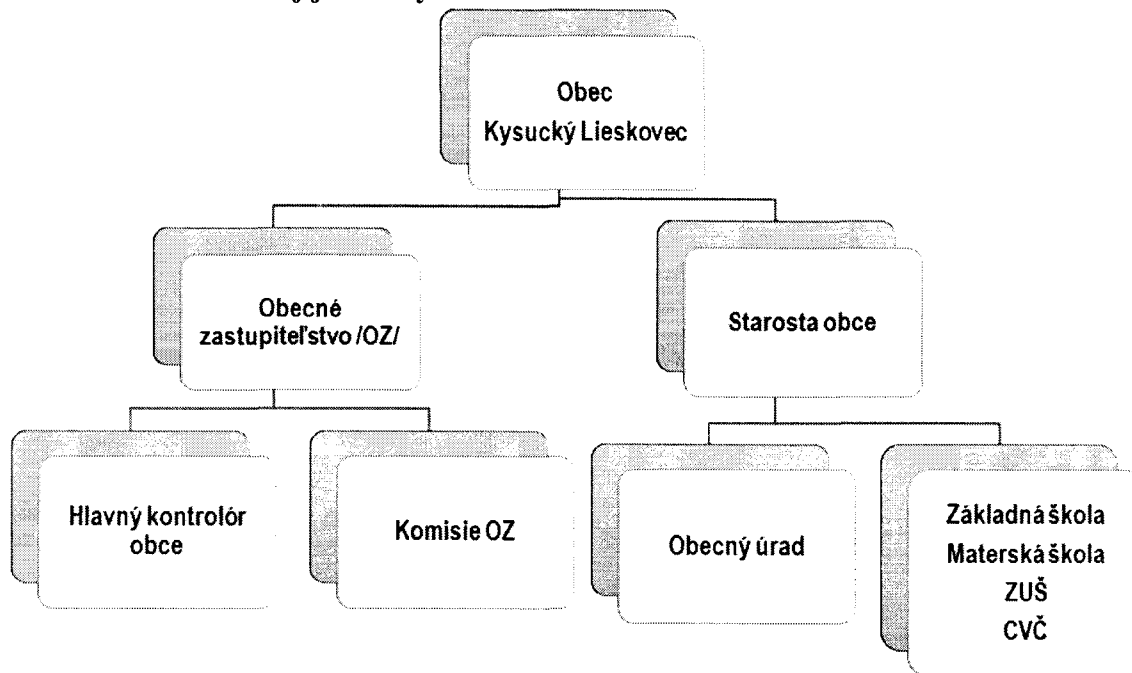 Obec
Kysucký Lieskovec
Obecné
zastupiteľstvo /OZ/
Starosta obce
Hlavný kontrolór
obce
Komisie OZ
Obecný úrad
Základná škola
Materská škola
ZUŠ
CVČ